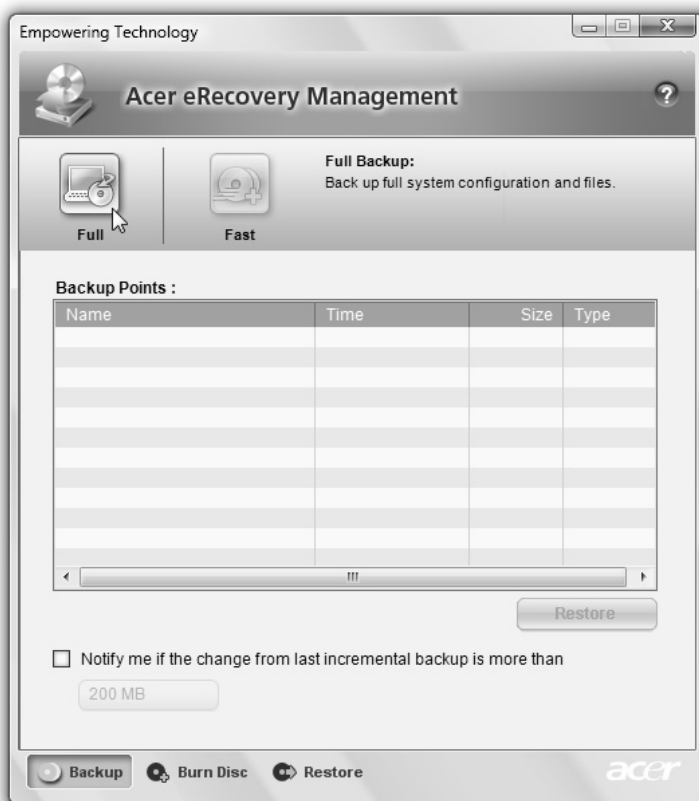 Empowering Technology
Acer eRecovery Management
?
Full
Fast
Full Backup:
Back up full system configuration and files.
Backup Points :
Name Time Size Type
Restore
Notify me if the change from last incremental backup is more than
200 MB
Backup Burn Disc Restore
acer